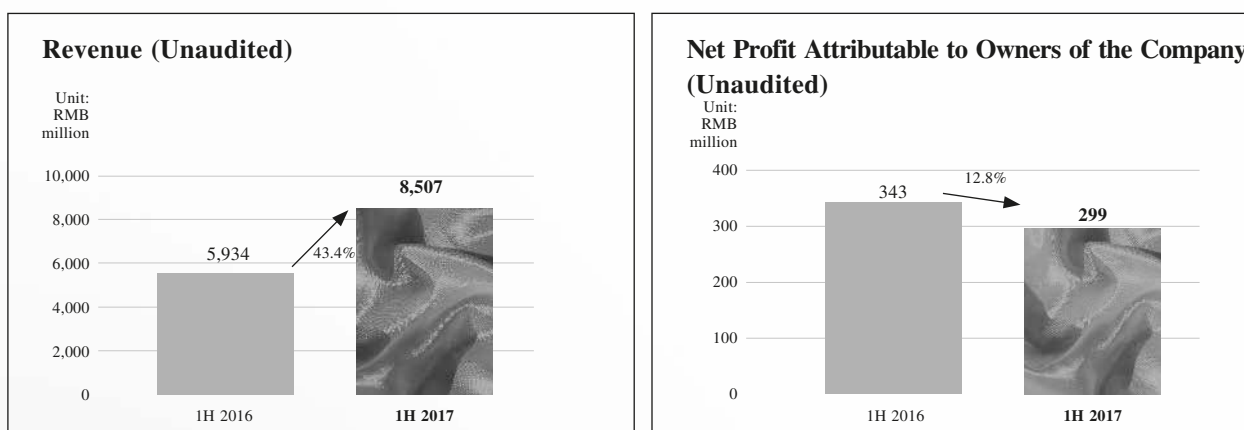 Revenue (Unaudited)
Unit:
RMB
million
10,000
8,000
6,000
4,000
2,000
0
5,934
43.4%
8,507
1H 2016
1H 2017
Net Profit Attributable to Owners of the Company
(Unaudited)
Unit:
RMB
million
400
300
200
100
0
343
12.8%
299
1H 2016
1H 2017